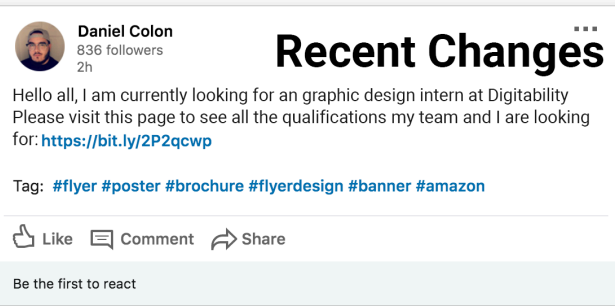 Daniel Colon
836 followers
2h
Recent Changes
Hello all, I am currently looking for an graphic design intern at Digitability
Please visit this page to see all the qualifications my team and I are looking
for: https://bit.ly/2P2qcwp
Tag: #flyer #poster #brochure #flyerdesign #banner #amazon
Like Comment Share
Be the first to react